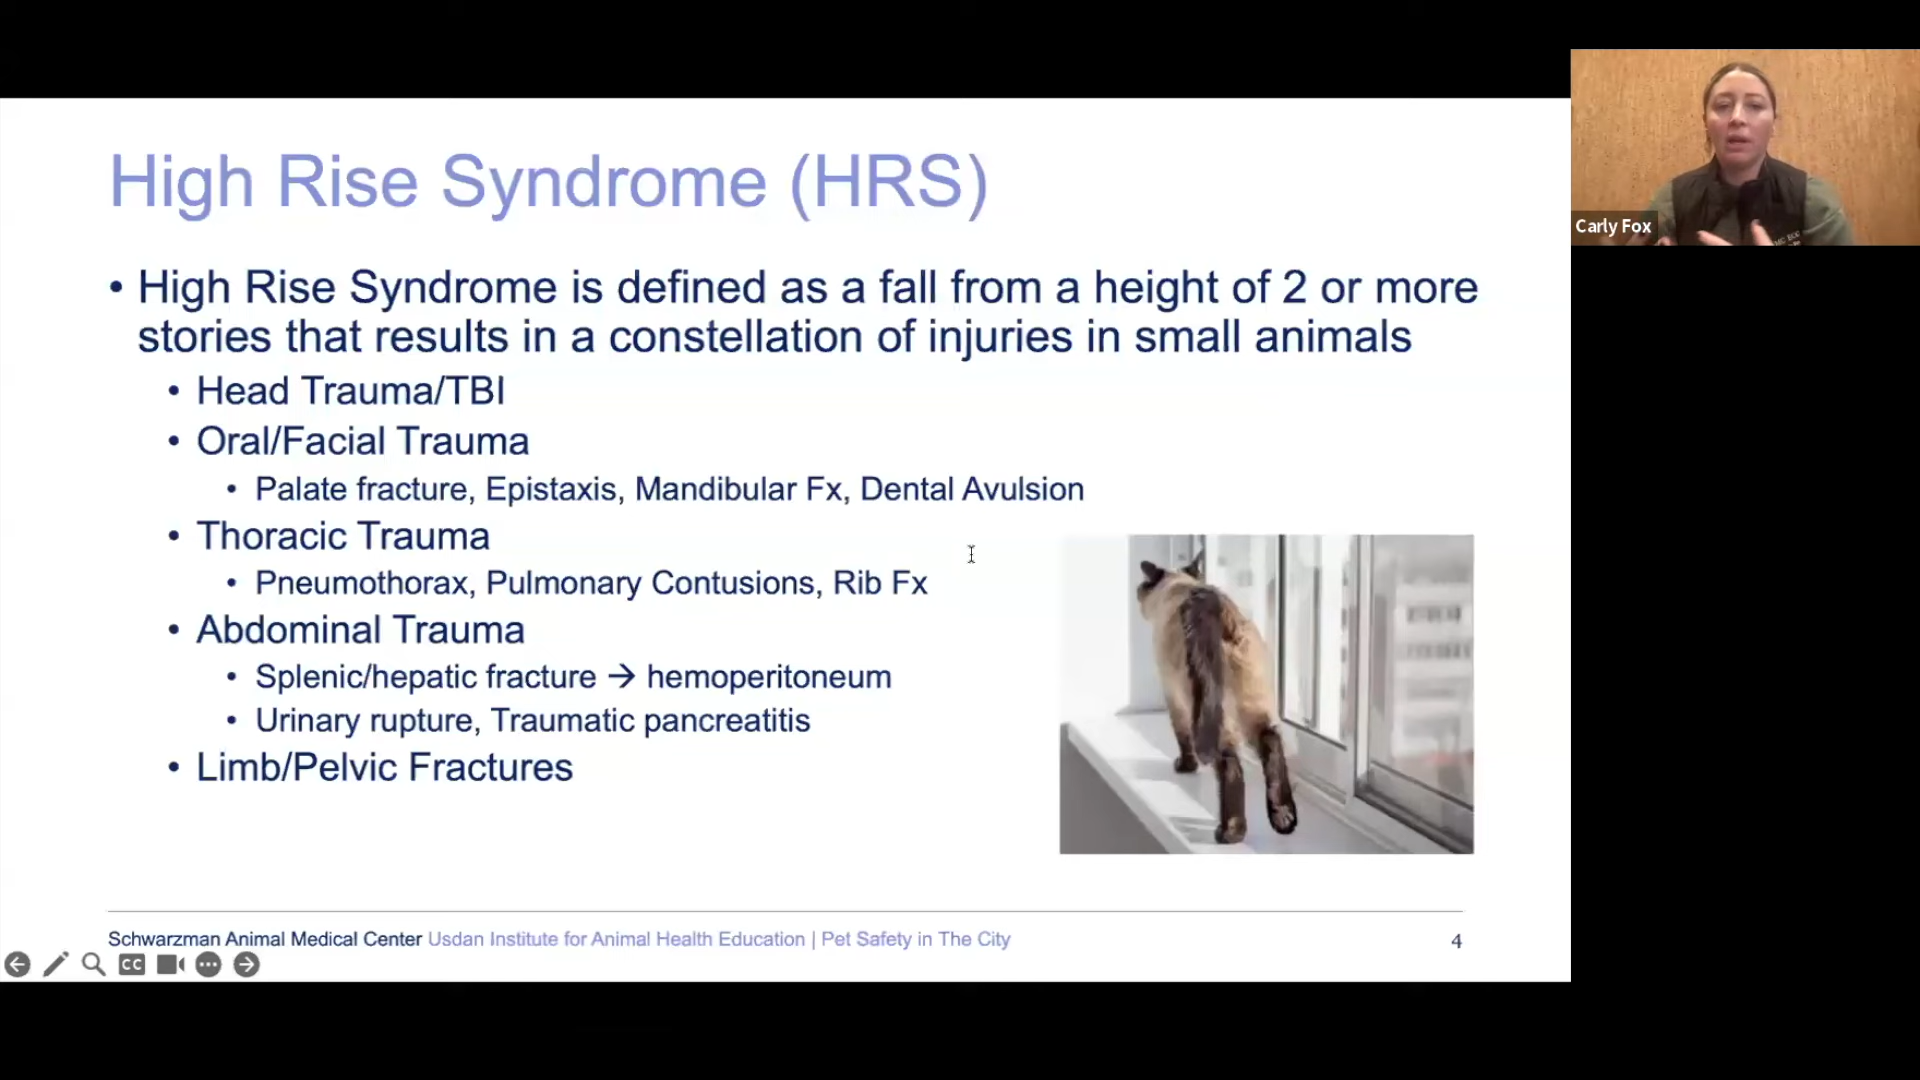 High Rise Syndrome (HRS)
• High Rise Syndrome is defined as a fall from a height of 2 or more
stories that results in a constellation of injuries in small animals
• Head Trauma/TBI
• Oral/Facial Trauma
• Palate fracture, Epistaxis, Mandibular Fx, Dental Avulsion
• Thoracic Trauma
• Pneumothorax, Pulmonary Contusions, Rib Fx
• Abdominal Trauma
• Splenic/hepatic fracture → hemoperitoneum
• Urinary rupture, Traumatic pancreatitis
• Limb/Pelvic Fractures
Schwarzman Animal Medical Center Usdan Institute for Animal Health Education | Pet Safety in The City
4
CC
Carly Fox